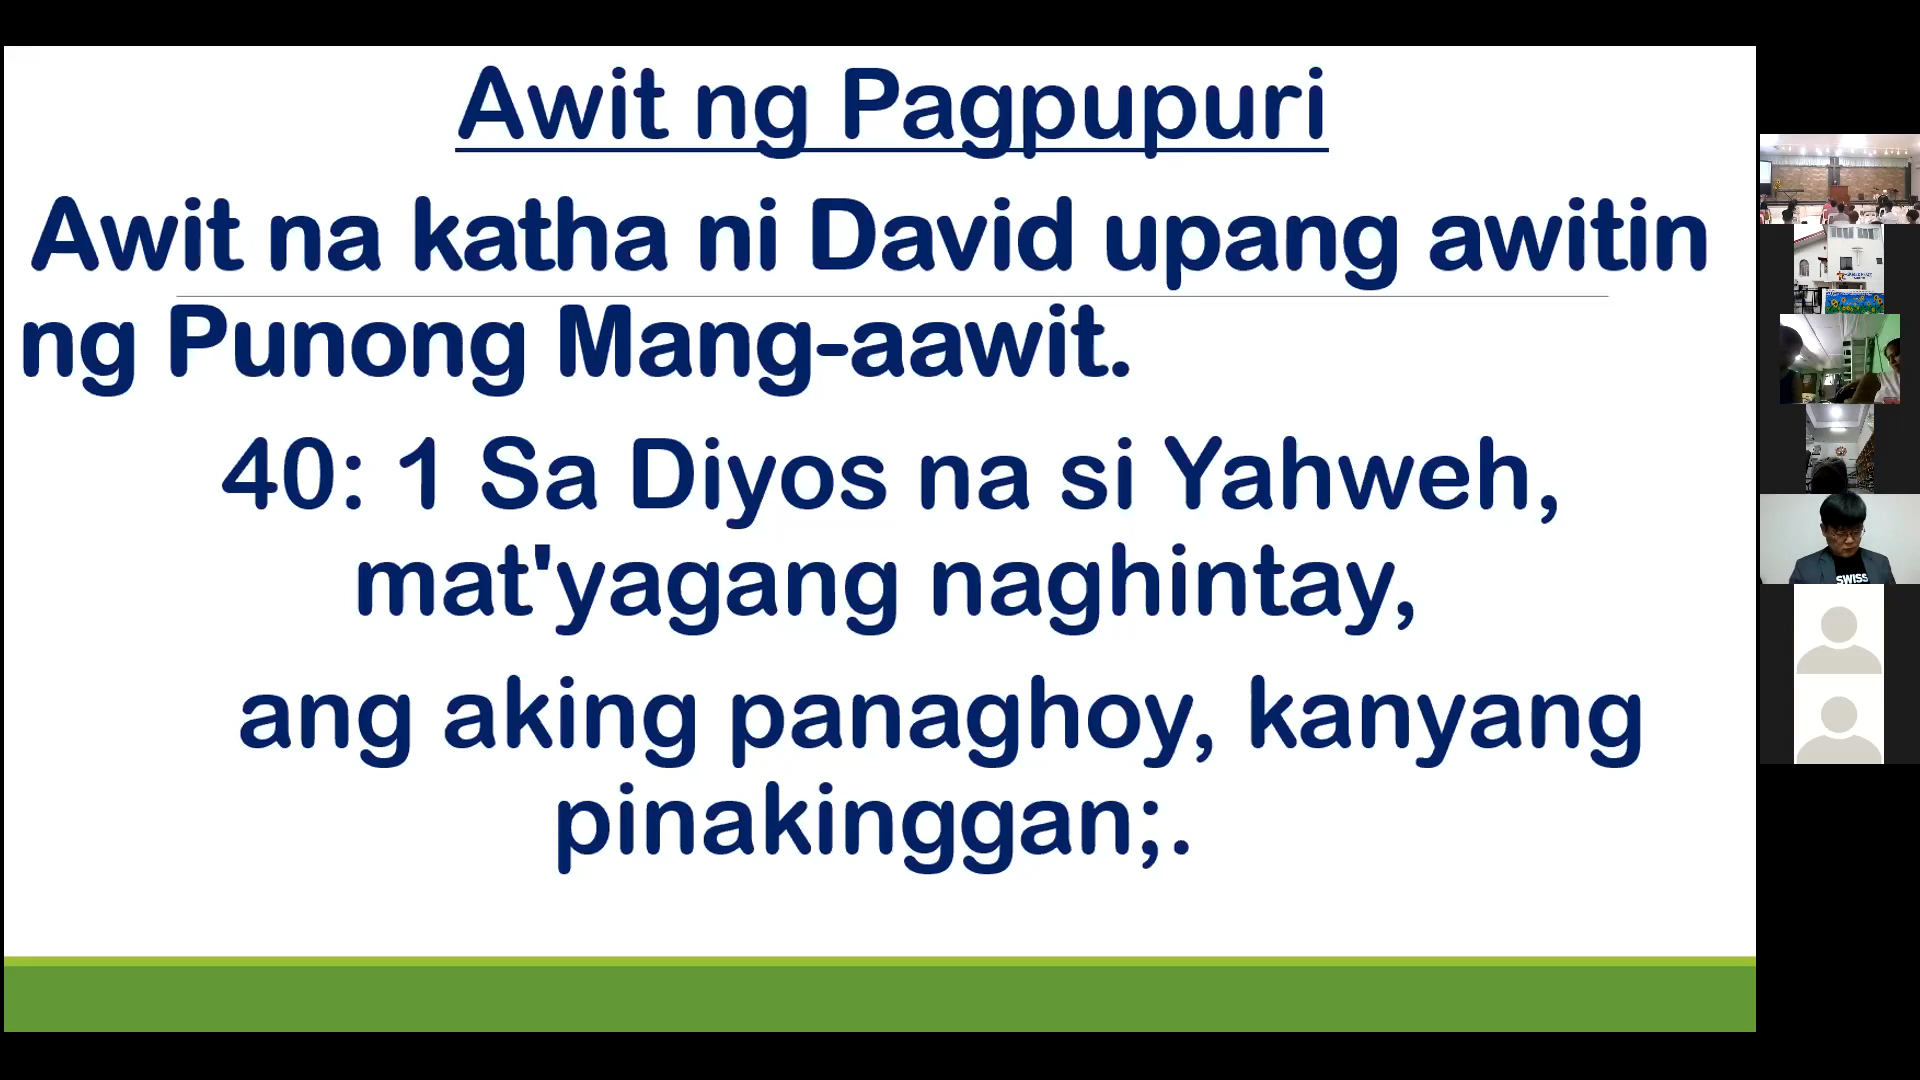 Awit ng Pagpupuri
Awit na katha ni David upang awitin
ng Punong Mang-aawit.
40: 1 Sa Diyos na si Yahweh,
mat'yagang naghintay,
ang aking panaghoy, kanyang
pinakinggan;.
SWISS